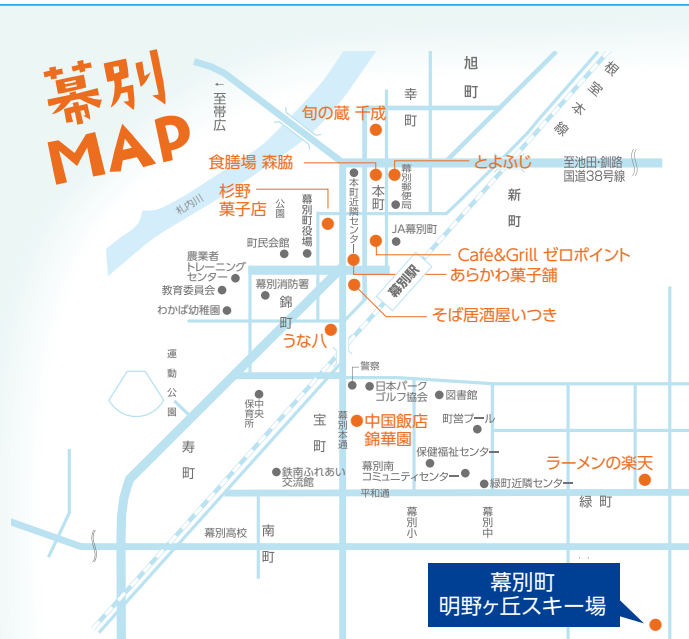 幕別
MAP
←至帯広
旭町
根室本線
幸町
旬の蔵 千成
食膳場 森脇
とよふじ
至池田・釧路
国道38号線
杉野
菓子店
札内川
公園
幕別町役場
本町近隣センター
本町
幕別郵便局
新町
JA幕別町
町民会館
Café&Grill ゼロポイント
あらかわ菓子舗
農業者
トレーニング
センター
教育委員会
わかば幼稚園
幕別消防署
錦町
幕別駅
そば居酒屋いつき
うな八
運動公園
警察
日本パーク
ゴルフ協会
図書館
保育所
中央
宝町
幕別本通
中国飯店
錦華園
町営プール
寿町
保健福祉センター
幕別南
コミュニティセンター
ラーメンの楽天
鉄南ふれあい
交流館
緑町近隣センター
平和通
緑町
幕別高校
南町
幕別小
幕別中
幕別町
明野ヶ丘スキー場